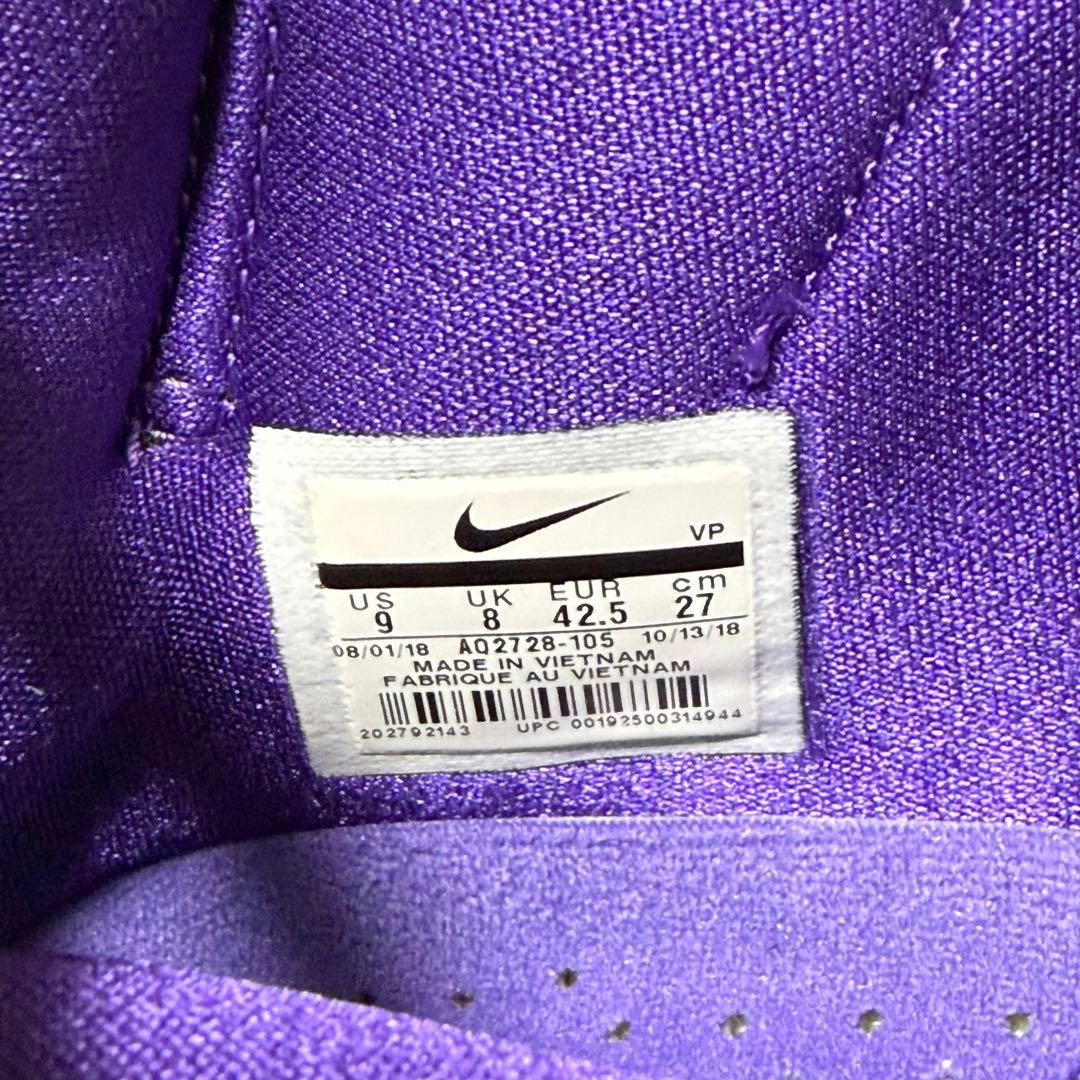 VP
US UK EUR cm
9 8 42.5 27
08/01/18 AQ2728-105 10/13/18
MADE IN VIETNAM
FABRIQUE AU VIETNAM
202792143 UPC 00192500314944